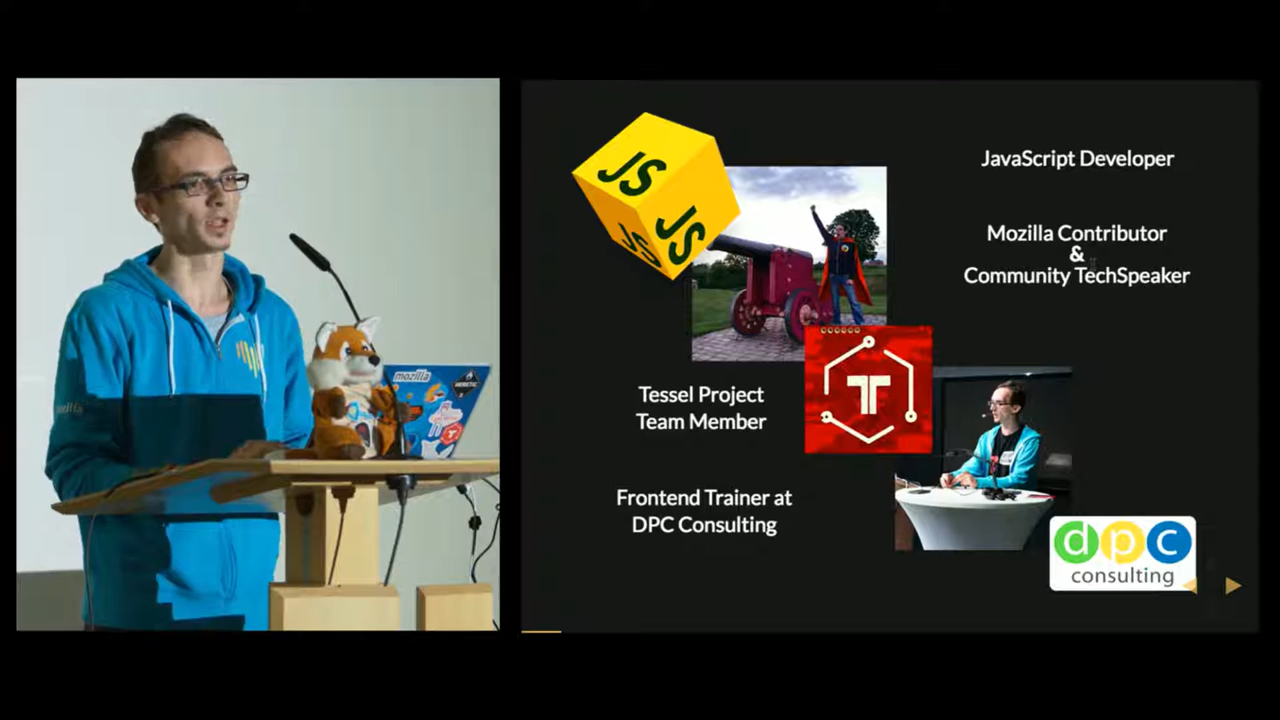 JS
JS
JS
JavaScript Developer
Mozilla Contributor
&
Community TechSpeaker
mozilla
mozilla
Tessel Project
Team Member
T
Frontend Trainer at
DPC Consulting
dpc
consulting